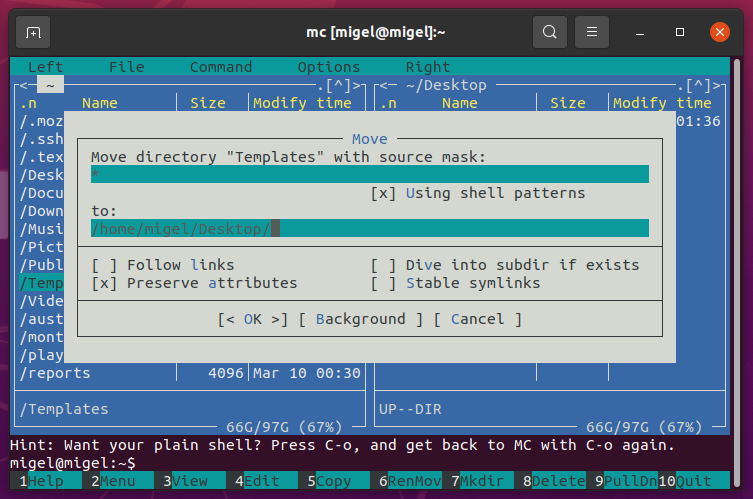 mc [migel@migel]:~
Left File Command Options Right
<─ ~ .[^]> <─ ~/Desktop .[^]>
.n Name Size Modify time .n Name Size Modify time
/.moz 01:36
/.ssh
/.tex
/Desk
/Docu
/Down
/Musi
/Pict
/Publ
/Temp
/Vide
/aust
/mont
/play
/reports 4096 Mar 10 00:30
Move
Move directory "Templates" with source mask:
*
[x] Using shell patterns
to:
/home/migel/Desktop/
[ ] Follow links [ ] Dive into subdir if exists
[x] Preserve attributes [ ] Stable symlinks
[< OK >] [ Background ] [ Cancel ]
/Templates UP--DIR
66G/97G (67%) 66G/97G (67%)
Hint: Want your plain shell? Press C-o, and get back to MC with C-o again.
migel@migel:~$
1Help 2Menu 3View 4Edit 5Copy 6RenMov 7Mkdir 8Delete 9PullDn 10Quit